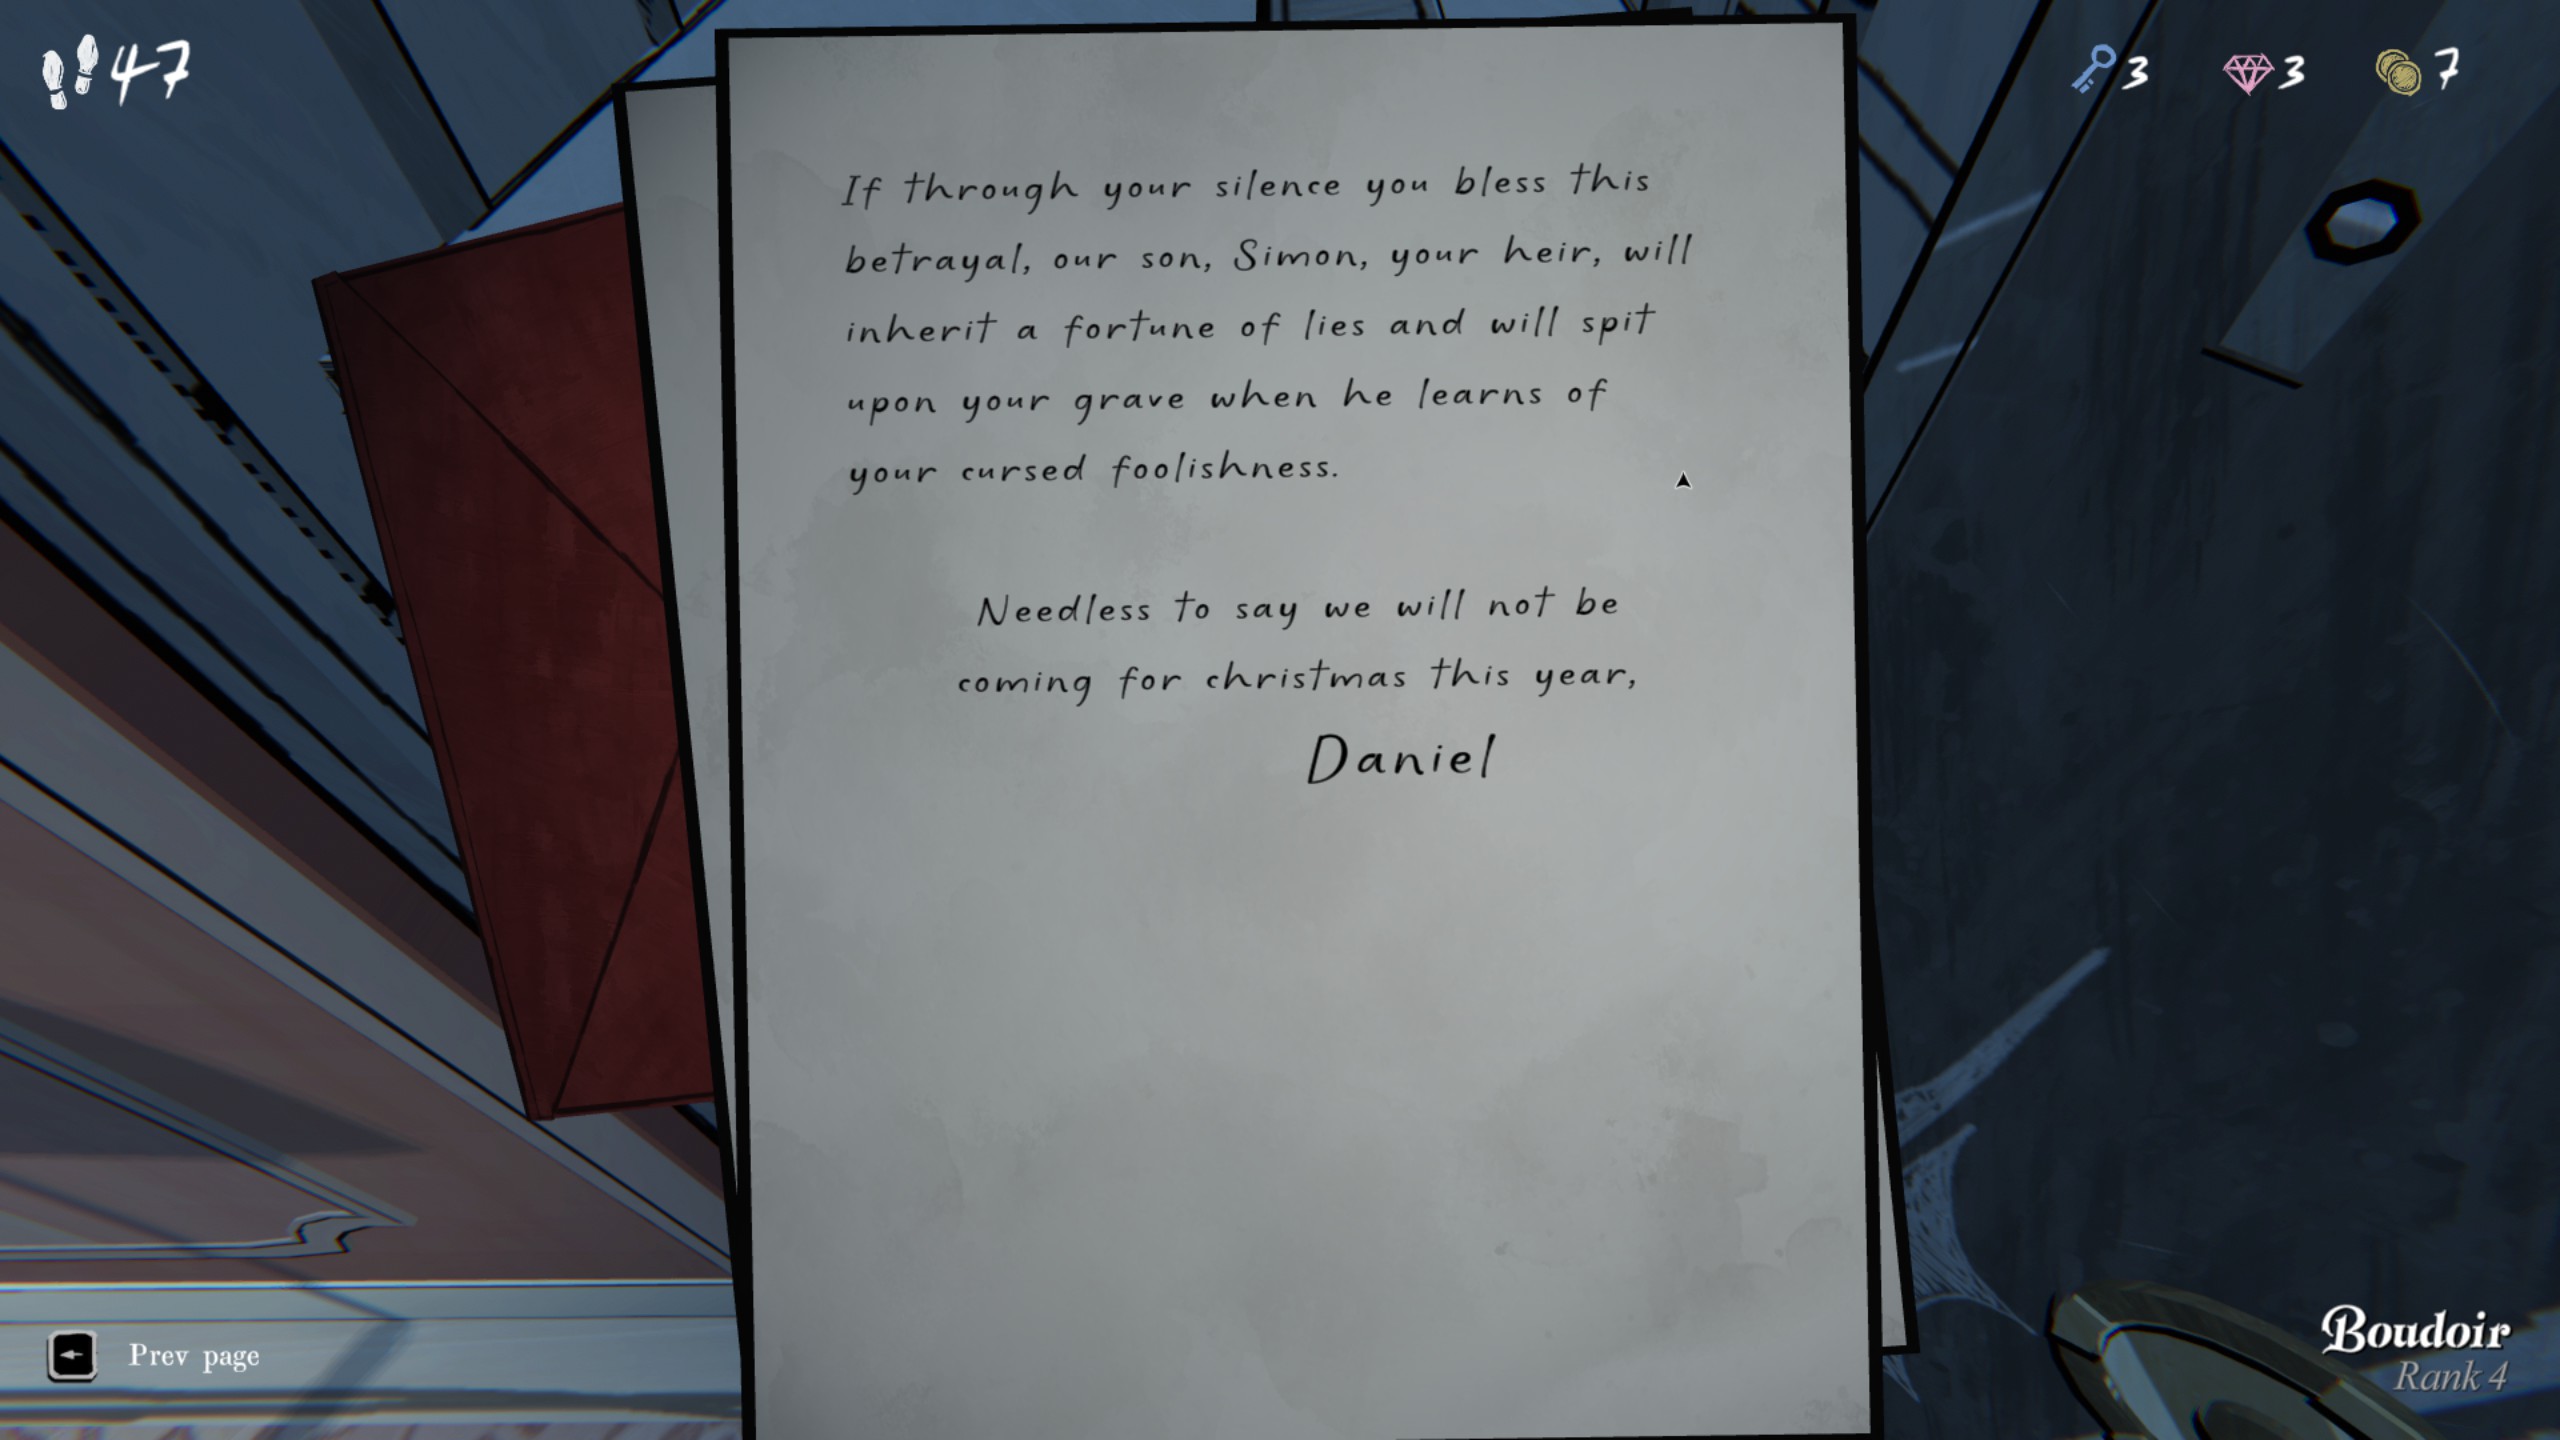 47
3
3
7
If through your silence you bless this
betrayal, our son, Simon, your heir, will
inherit a fortune of lies and will spit
upon your grave when he learns of
your cursed foolishness.
Needless to say we will not be
coming for christmas this year,
Daniel
Prev page
Boudoir
Rank 4